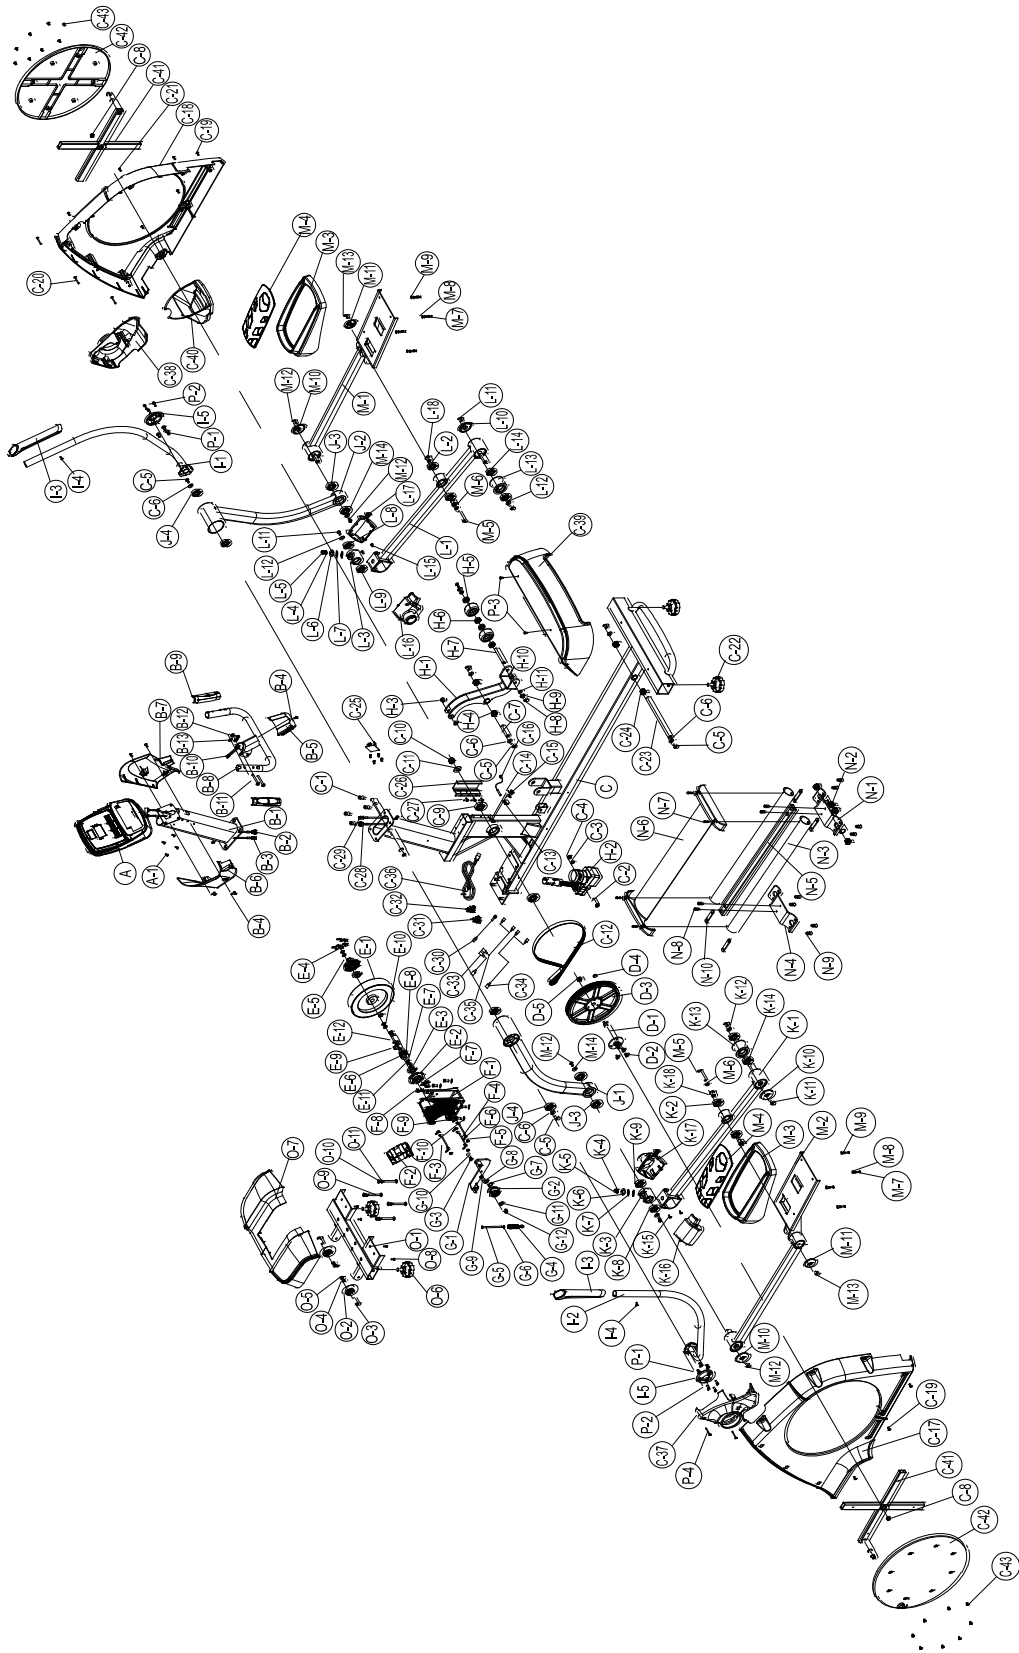 C-43
C-42
C-8
C-41
C-21
C-18
C-19
C-20
C-38
C-40
M-4
M-3
M-13
M-11
M-9
M-8
M-7
M-12
M-10
M-1
P-2
I-5
P-1
I-1
I-3
I-4
C-5
C-6
J-4
J-3
J-2
M-14
M-12
L-17
L-8
L-18
L-2
L-11
L-10
L-14
L-13
L-12
M-6
M-5
L-1
L-15
L-11
L-12
L-5
L-4
L-6
L-7
L-3
L-9
L-16
C-39
P-3
H-5
H-6
H-7
H-10
H-1
H-11
H-9
H-8
H-3
H-4
C-7
C-6
C-16
C-5
C-14
C-15
C-22
C-24
C-23
C-6
C-5
C
B-9
B-7
B-4
B-12
B-13
B-10
B-8
B-5
B-11
B-1
B-2
B-3
B-6
B-4
A
A-1
C-25
C-10
C-11
C-1
C-26
C-27
C-9
C-29
C-28
C-36
C-32
C-31
C-13
C-4
C-3
H-2
C-2
C-12
C-30
C-33
C-34
C-35
N-2
N-1
N-7
N-6
N-3
N-5
N-8
N-10
N-4
N-9
D-4
D-3
D-5
D-1
D-2
E-4
E-5
E-1
E-10
E-8
E-7
E-3
E-2
E-12
E-9
E-6
E-11
F-7
F-1
F-4
F-6
F-5
F-8
F-9
F-10
F-2
F-3
G-10
G-8
G-7
G-2
G-11
G-12
G-3
G-1
G-9
G-5
G-6
G-4
M-12
M-14
J-1
J-3
J-4
C-6
C-5
O-7
O-11
O-10
O-9
O-1
O-8
O-6
O-5
O-4
O-2
O-3
K-12
K-14
K-13
K-1
K-10
K-11
M-5
M-6
K-18
K-2
K-17
K-9
K-4
K-5
K-6
K-7
K-3
K-8
K-15
K-16
M-4
M-3
M-2
M-9
M-8
M-7
M-11
M-13
M-10
M-12
I-3
I-2
I-4
P-1
I-5
P-2
C-37
P-4
C-19
C-17
C-41
C-8
C-42
C-43